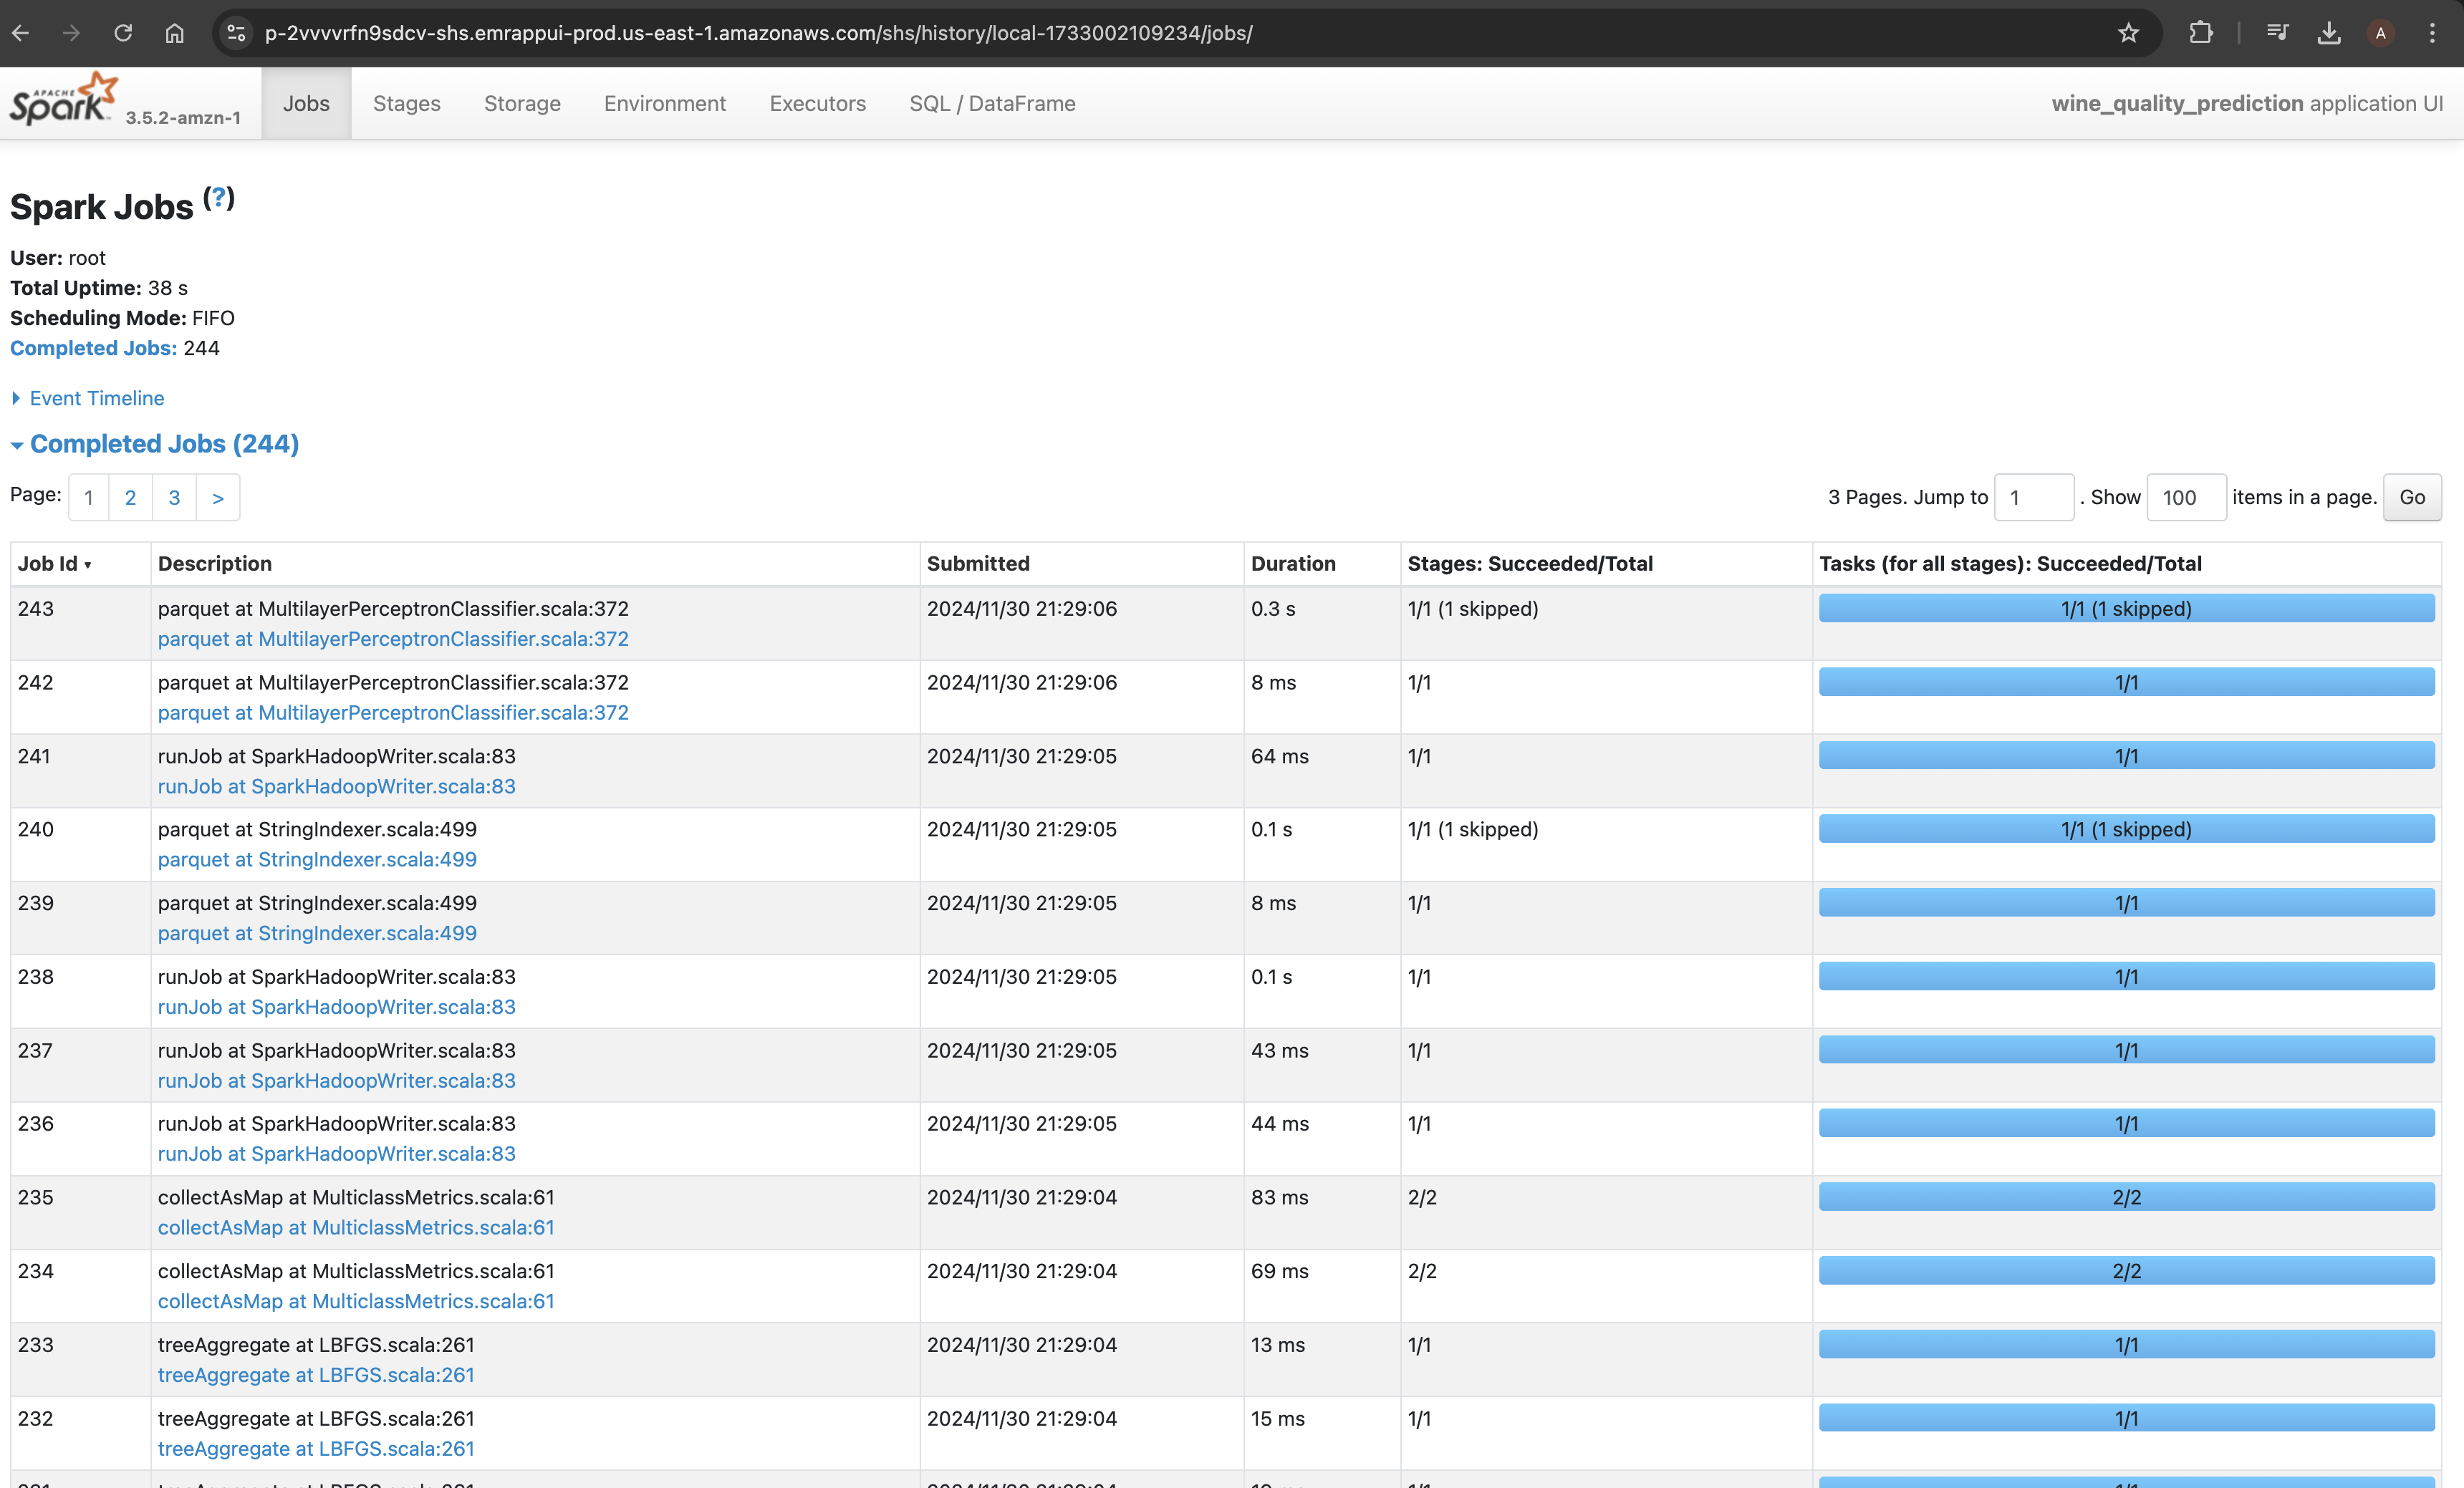 p-2vvvvrfn9sdcv-shs.emrappui-prod.us-east-1.amazonaws.com/shs/history/local-1733002109234/jobs/
A
APACHE Spark 3.5.2-amzn-1 Jobs Stages Storage Environment Executors SQL / DataFrame wine_quality_prediction application UI
Spark Jobs (?)
User: root
Total Uptime: 38 s
Scheduling Mode: FIFO
Completed Jobs: 244
Event Timeline
Completed Jobs (244)
Page: 1 2 3 > 3 Pages. Jump to 1 . Show 100 items in a page. Go
Job Id ▾ Description Submitted Duration Stages: Succeeded/Total Tasks (for all stages): Succeeded/Total
243 parquet at MultilayerPerceptronClassifier.scala:372 2024/11/30 21:29:06 0.3 s 1/1 (1 skipped) 1/1 (1 skipped)
parquet at MultilayerPerceptronClassifier.scala:372
242 parquet at MultilayerPerceptronClassifier.scala:372 2024/11/30 21:29:06 8 ms 1/1 1/1
parquet at MultilayerPerceptronClassifier.scala:372
241 runJob at SparkHadoopWriter.scala:83 2024/11/30 21:29:05 64 ms 1/1 1/1
runJob at SparkHadoopWriter.scala:83
240 parquet at StringIndexer.scala:499 2024/11/30 21:29:05 0.1 s 1/1 (1 skipped) 1/1 (1 skipped)
parquet at StringIndexer.scala:499
239 parquet at StringIndexer.scala:499 2024/11/30 21:29:05 8 ms 1/1 1/1
parquet at StringIndexer.scala:499
238 runJob at SparkHadoopWriter.scala:83 2024/11/30 21:29:05 0.1 s 1/1 1/1
runJob at SparkHadoopWriter.scala:83
237 runJob at SparkHadoopWriter.scala:83 2024/11/30 21:29:05 43 ms 1/1 1/1
runJob at SparkHadoopWriter.scala:83
236 runJob at SparkHadoopWriter.scala:83 2024/11/30 21:29:05 44 ms 1/1 1/1
runJob at SparkHadoopWriter.scala:83
235 collectAsMap at MulticlassMetrics.scala:61 2024/11/30 21:29:04 83 ms 2/2 2/2
collectAsMap at MulticlassMetrics.scala:61
234 collectAsMap at MulticlassMetrics.scala:61 2024/11/30 21:29:04 69 ms 2/2 2/2
collectAsMap at MulticlassMetrics.scala:61
233 treeAggregate at LBFGS.scala:261 2024/11/30 21:29:04 13 ms 1/1 1/1
treeAggregate at LBFGS.scala:261
232 treeAggregate at LBFGS.scala:261 2024/11/30 21:29:04 15 ms 1/1 1/1
treeAggregate at LBFGS.scala:261